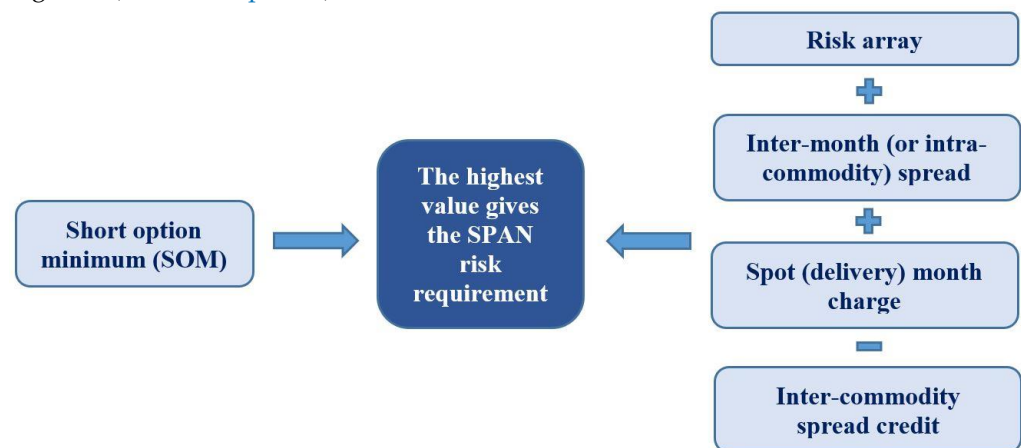 Risk array
+
Inter-month (or intra-
commodity) spread
+
Spot (delivery) month
charge
-
Inter-commodity
spread credit
The highest
value gives
the SPAN
risk
requirement
Short option
minimum (SOM)